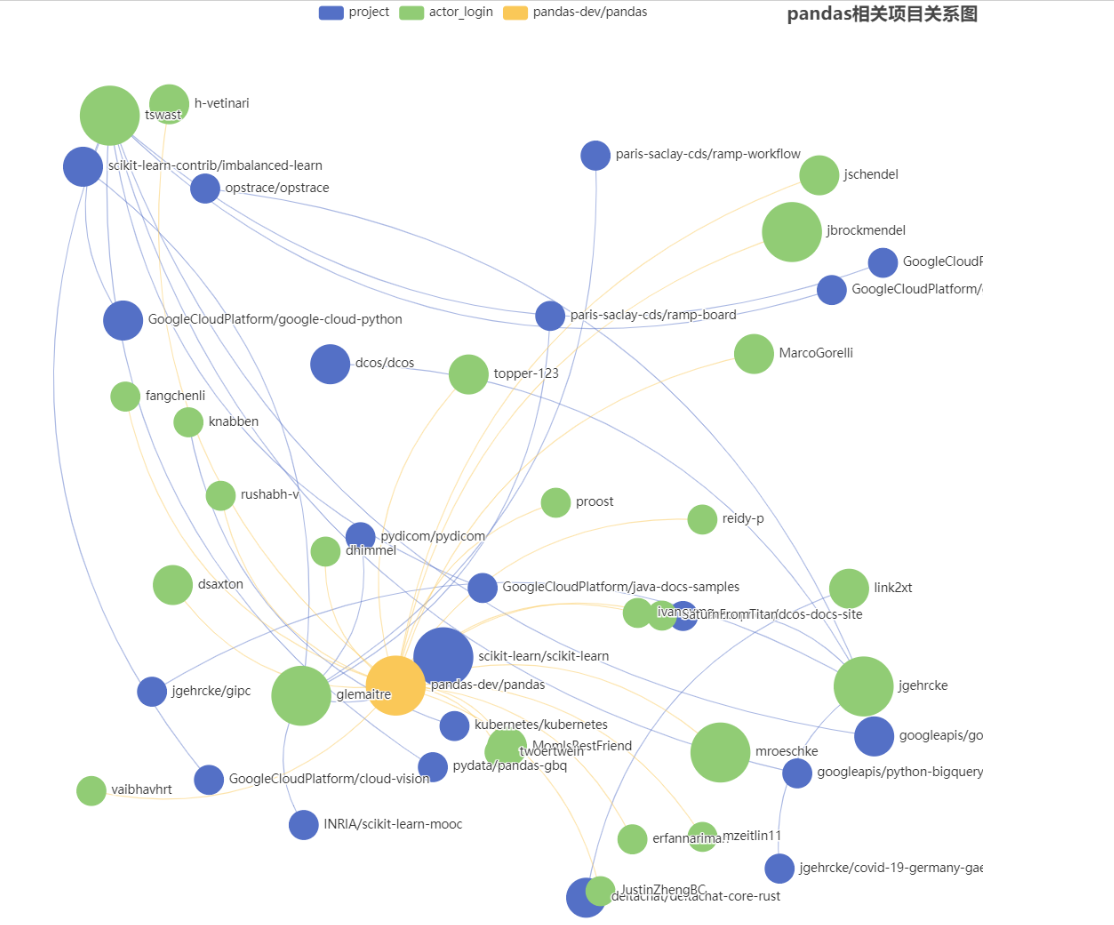 project actor_login pandas-dev/pandas
pandas相关项目关系图
tswast
h-vetinari
paris-saclay-cds/ramp-workflow
scikit-learn-contrib/imbalanced-learn
jschendel
opstrace/opstrace
jbrockmendel
GoogleCloudP
GoogleCloudPlatform/
paris-saclay-cds/ramp-board
GoogleCloudPlatform/google-cloud-python
MarcoGorelli
dcos/dcos
topper-123
fangchenli
knabben
rushabh-v
proost
reidy-p
pydicom/pydicom
dhimmel
dsaxton
GoogleCloudPlatform/java-docs-samples
link2xt
SaturnFromTitan
/dcos-docs-site
scikit-learn/scikit-learn
pandas-dev/pandas
jgehrcke
jgehrcke/gipc
glemaitre
kubernetes/kubernetes
googleapis/go
MomIsBestFriend
twoertwein
mroeschke
pydata/pandas-gbq
googleapis/python-bigquery
GoogleCloudPlatform/cloud-vision
vaibhavhrt
INRIA/scikit-learn-mooc
mzeitlin11
jgehrcke/covid-19-germany-gae
JustinZhengBC
deltachat/deltachat-core-rust